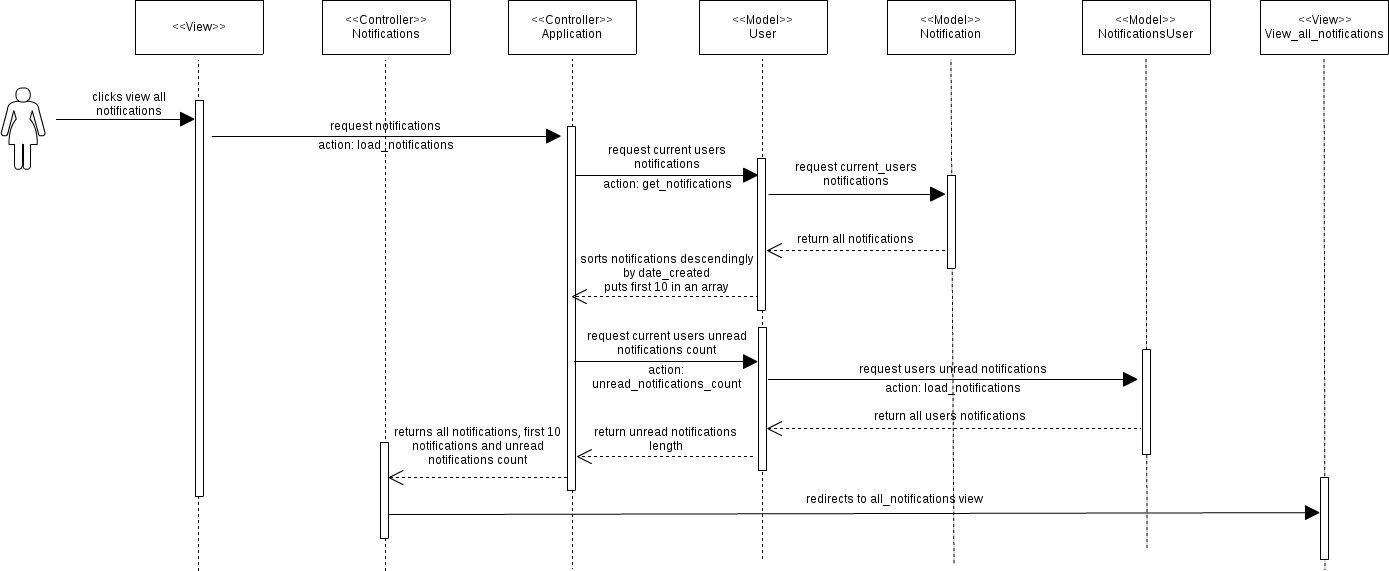 <<View>>
<<Controller>>
Notifications
<<Controller>>
Application
<<Model>>
User
<<Model>>
Notification
<<Model>>
NotificationsUser
<<View>>
View_all_notifications
clicks view all
notifications
request notifications
action: load_notifications
request current users
notifications
action: get_notifications
request current_users
notifications
return all notifications
sorts notifications descendingly
by date_created
puts first 10 in an array
request current users unread
notifications count
action:
unread_notifications_count
request users unread notifications
action: load_notifications
return all users notifications
return unread notifications
length
returns all notifications, first 10
notifications and unread
notifications count
redirects to all_notifications view